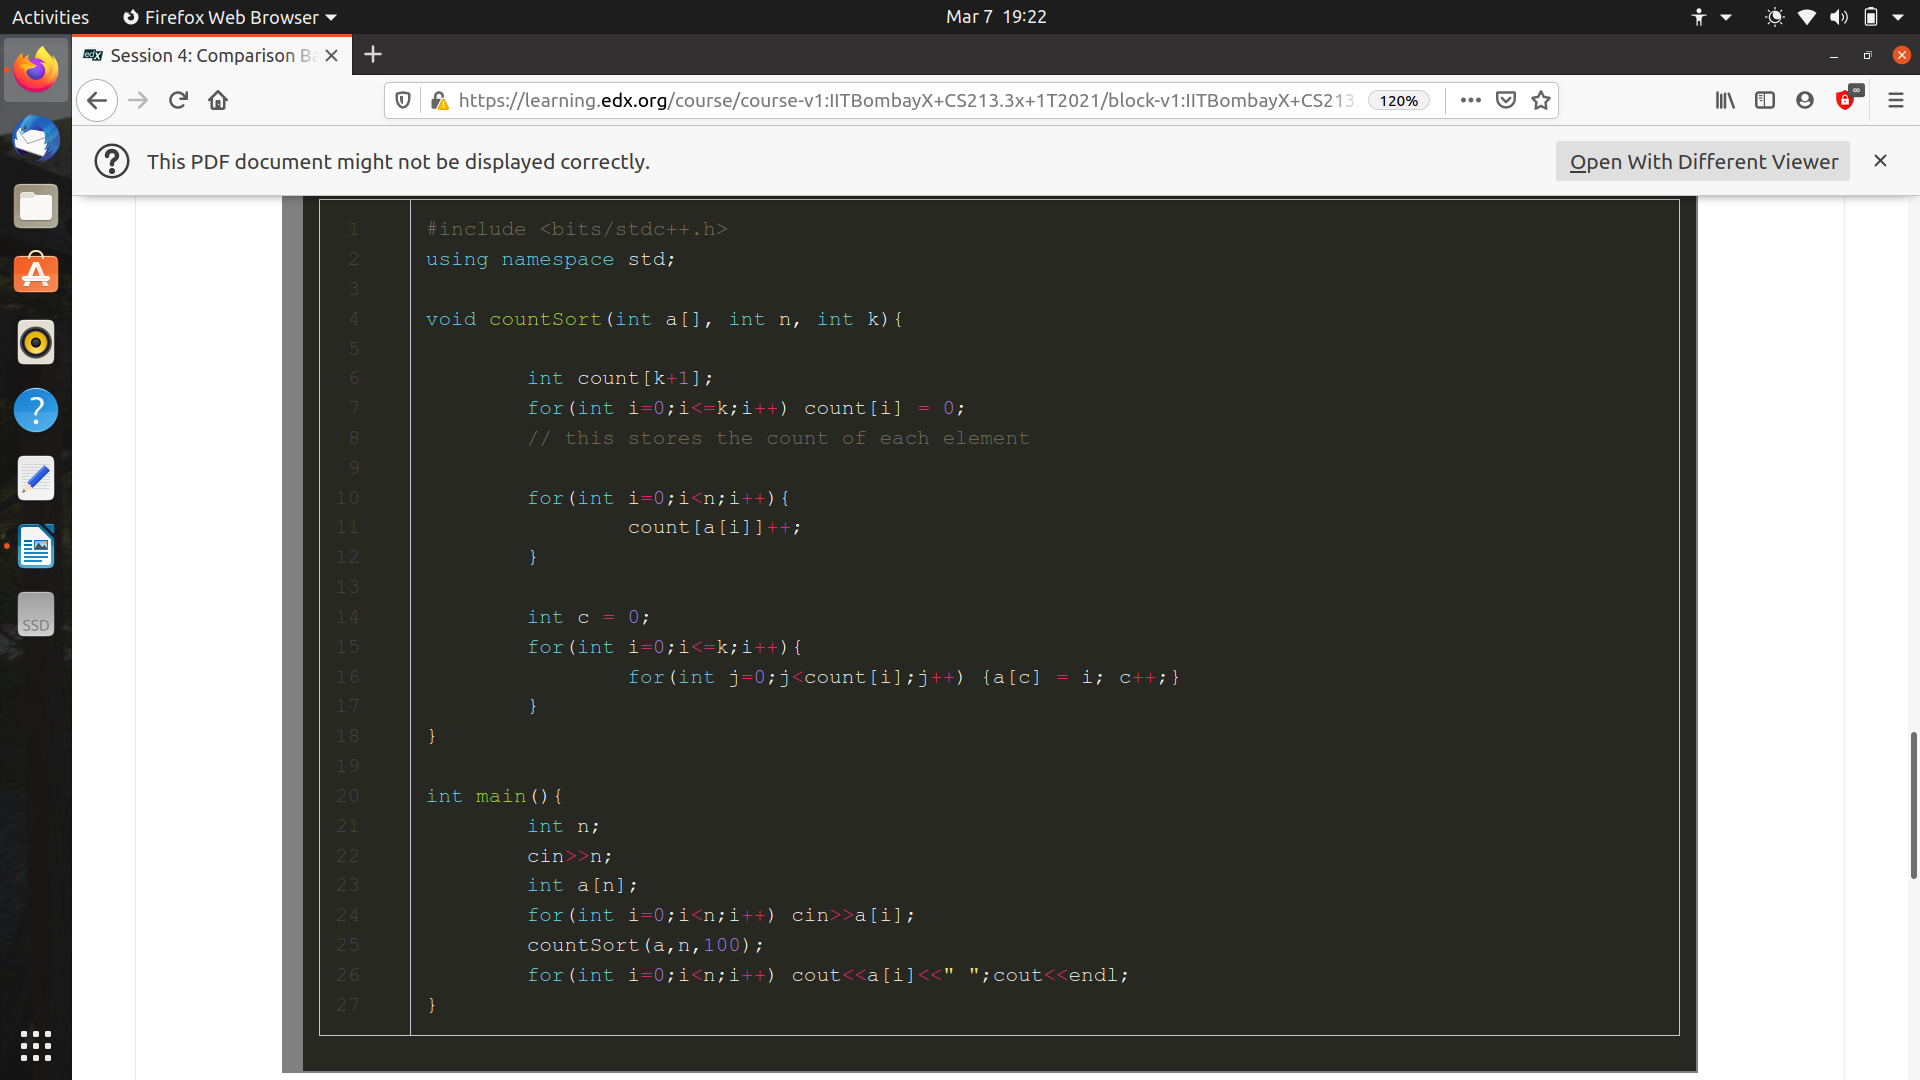 Activities
Firefox Web Browser
Mar 7 19:22
edX Session 4: Comparison Ba
https://learning.edx.org/course/course-v1:IITBombayX+CS213.3x+1T2021/block-v1:IITBombayX+CS213
120%
This PDF document might not be displayed correctly.
Open With Different Viewer
1 #include <bits/stdc++.h>
2 using namespace std;
3
4 void countSort(int a[], int n, int k){
5
6 int count[k+1];
7 for(int i=0;i<=k;i++) count[i] = 0;
8 // this stores the count of each element
9
10 for(int i=0;i<n;i++){
11 count[a[i]]++;
12 }
13
14 int c = 0;
15 for(int i=0;i<=k;i++){
16 for(int j=0;j<count[i];j++) {a[c] = i; c++;}
17 }
18 }
19
20 int main(){
21 int n;
22 cin>>n;
23 int a[n];
24 for(int i=0;i<n;i++) cin>>a[i];
25 countSort(a,n,100);
26 for(int i=0;i<n;i++) cout<<a[i]<<" ";cout<<endl;
27 }
SSD